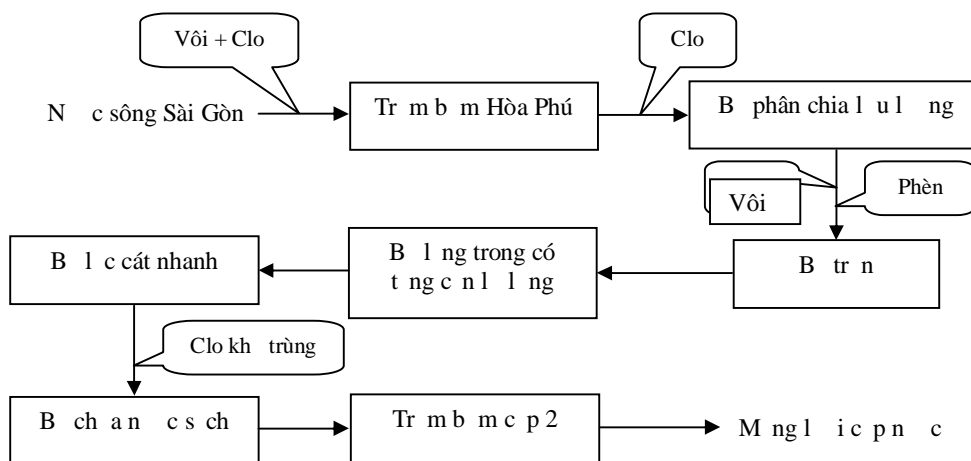 Vôi + Clo
Clo
N c sông Sài Gòn
Tr m b m Hòa Phú
B phân chia l u l ng
Vôi
Phèn
B l c cát nhanh
B l ng trong có
t ng c n l l ng
B tr n
Clo kh trùng
B ch a n c s ch
Tr m b m c p 2
M ng l i c p n c